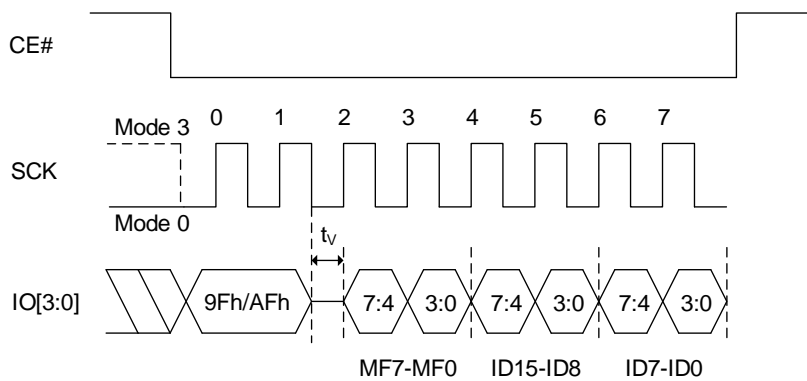 CE#
Mode 3 0 1 2 3 4 5 6 7
SCK
Mode 0
tV
IO[3:0] 9Fh/AFh 7:4 3:0 7:4 3:0 7:4 3:0
MF7-MF0 ID15-ID8 ID7-ID0